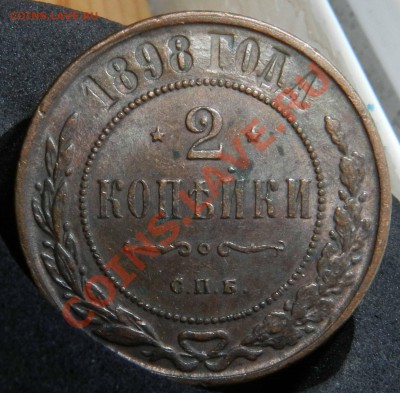 COINS.LAVE.RU
1898 ГОДА
2
КОПѢЙКИ
С.П.Б.
COINS.LAVE.RU